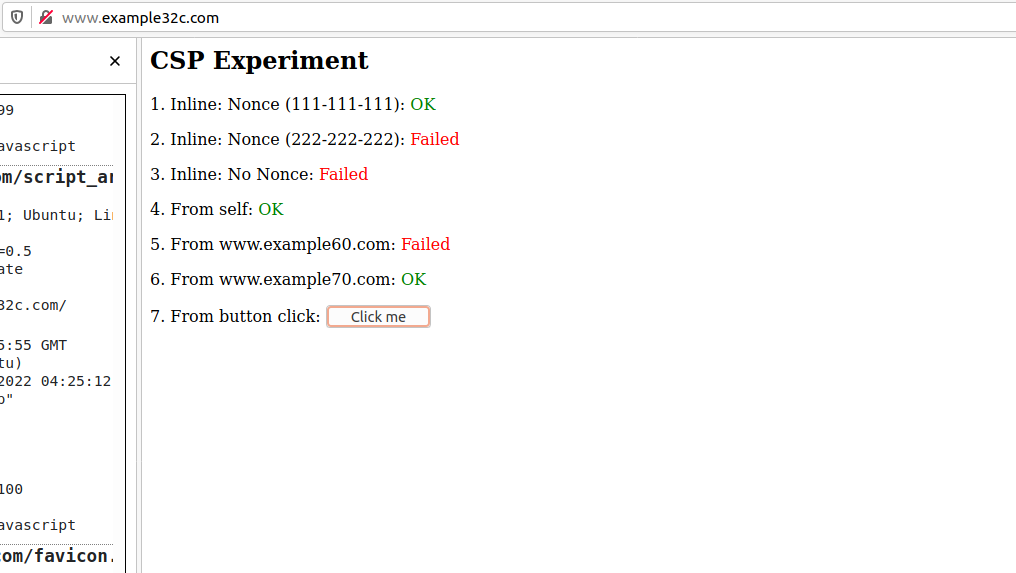 www.example32c.com
99
avascript
om/script_ar
1; Ubuntu; Lin
=0.5
ate
32c.com/
5:55 GMT
tu)
2022 04:25:12
o"
100
avascript
com/favicon.
CSP Experiment
1. Inline: Nonce (111-111-111): OK
2. Inline: Nonce (222-222-222): Failed
3. Inline: No Nonce: Failed
4. From self: OK
5. From www.example60.com: Failed
6. From www.example70.com: OK
7. From button click: Click me